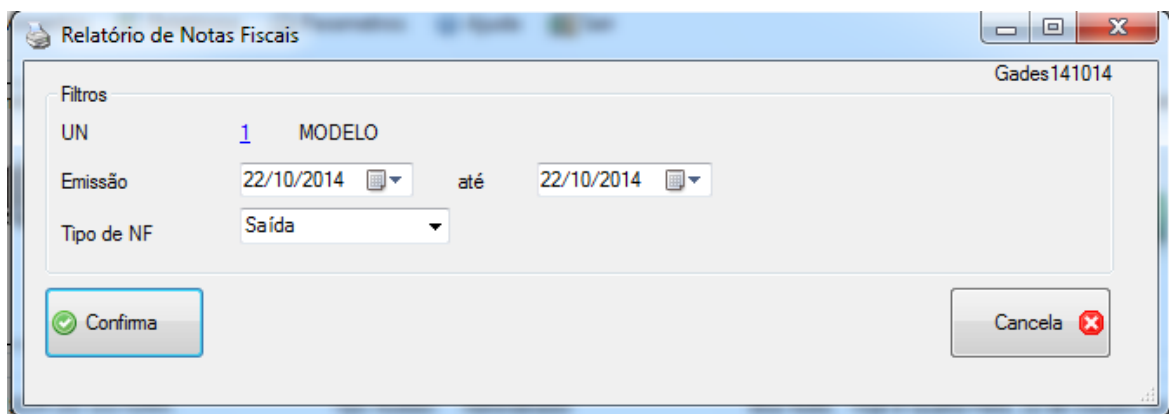 Relatório de Notas Fiscais
Gades141014
Filtros
UN 1 MODELO
Emissão 22/10/2014 até 22/10/2014
Tipo de NF Saída
Confirma Cancela